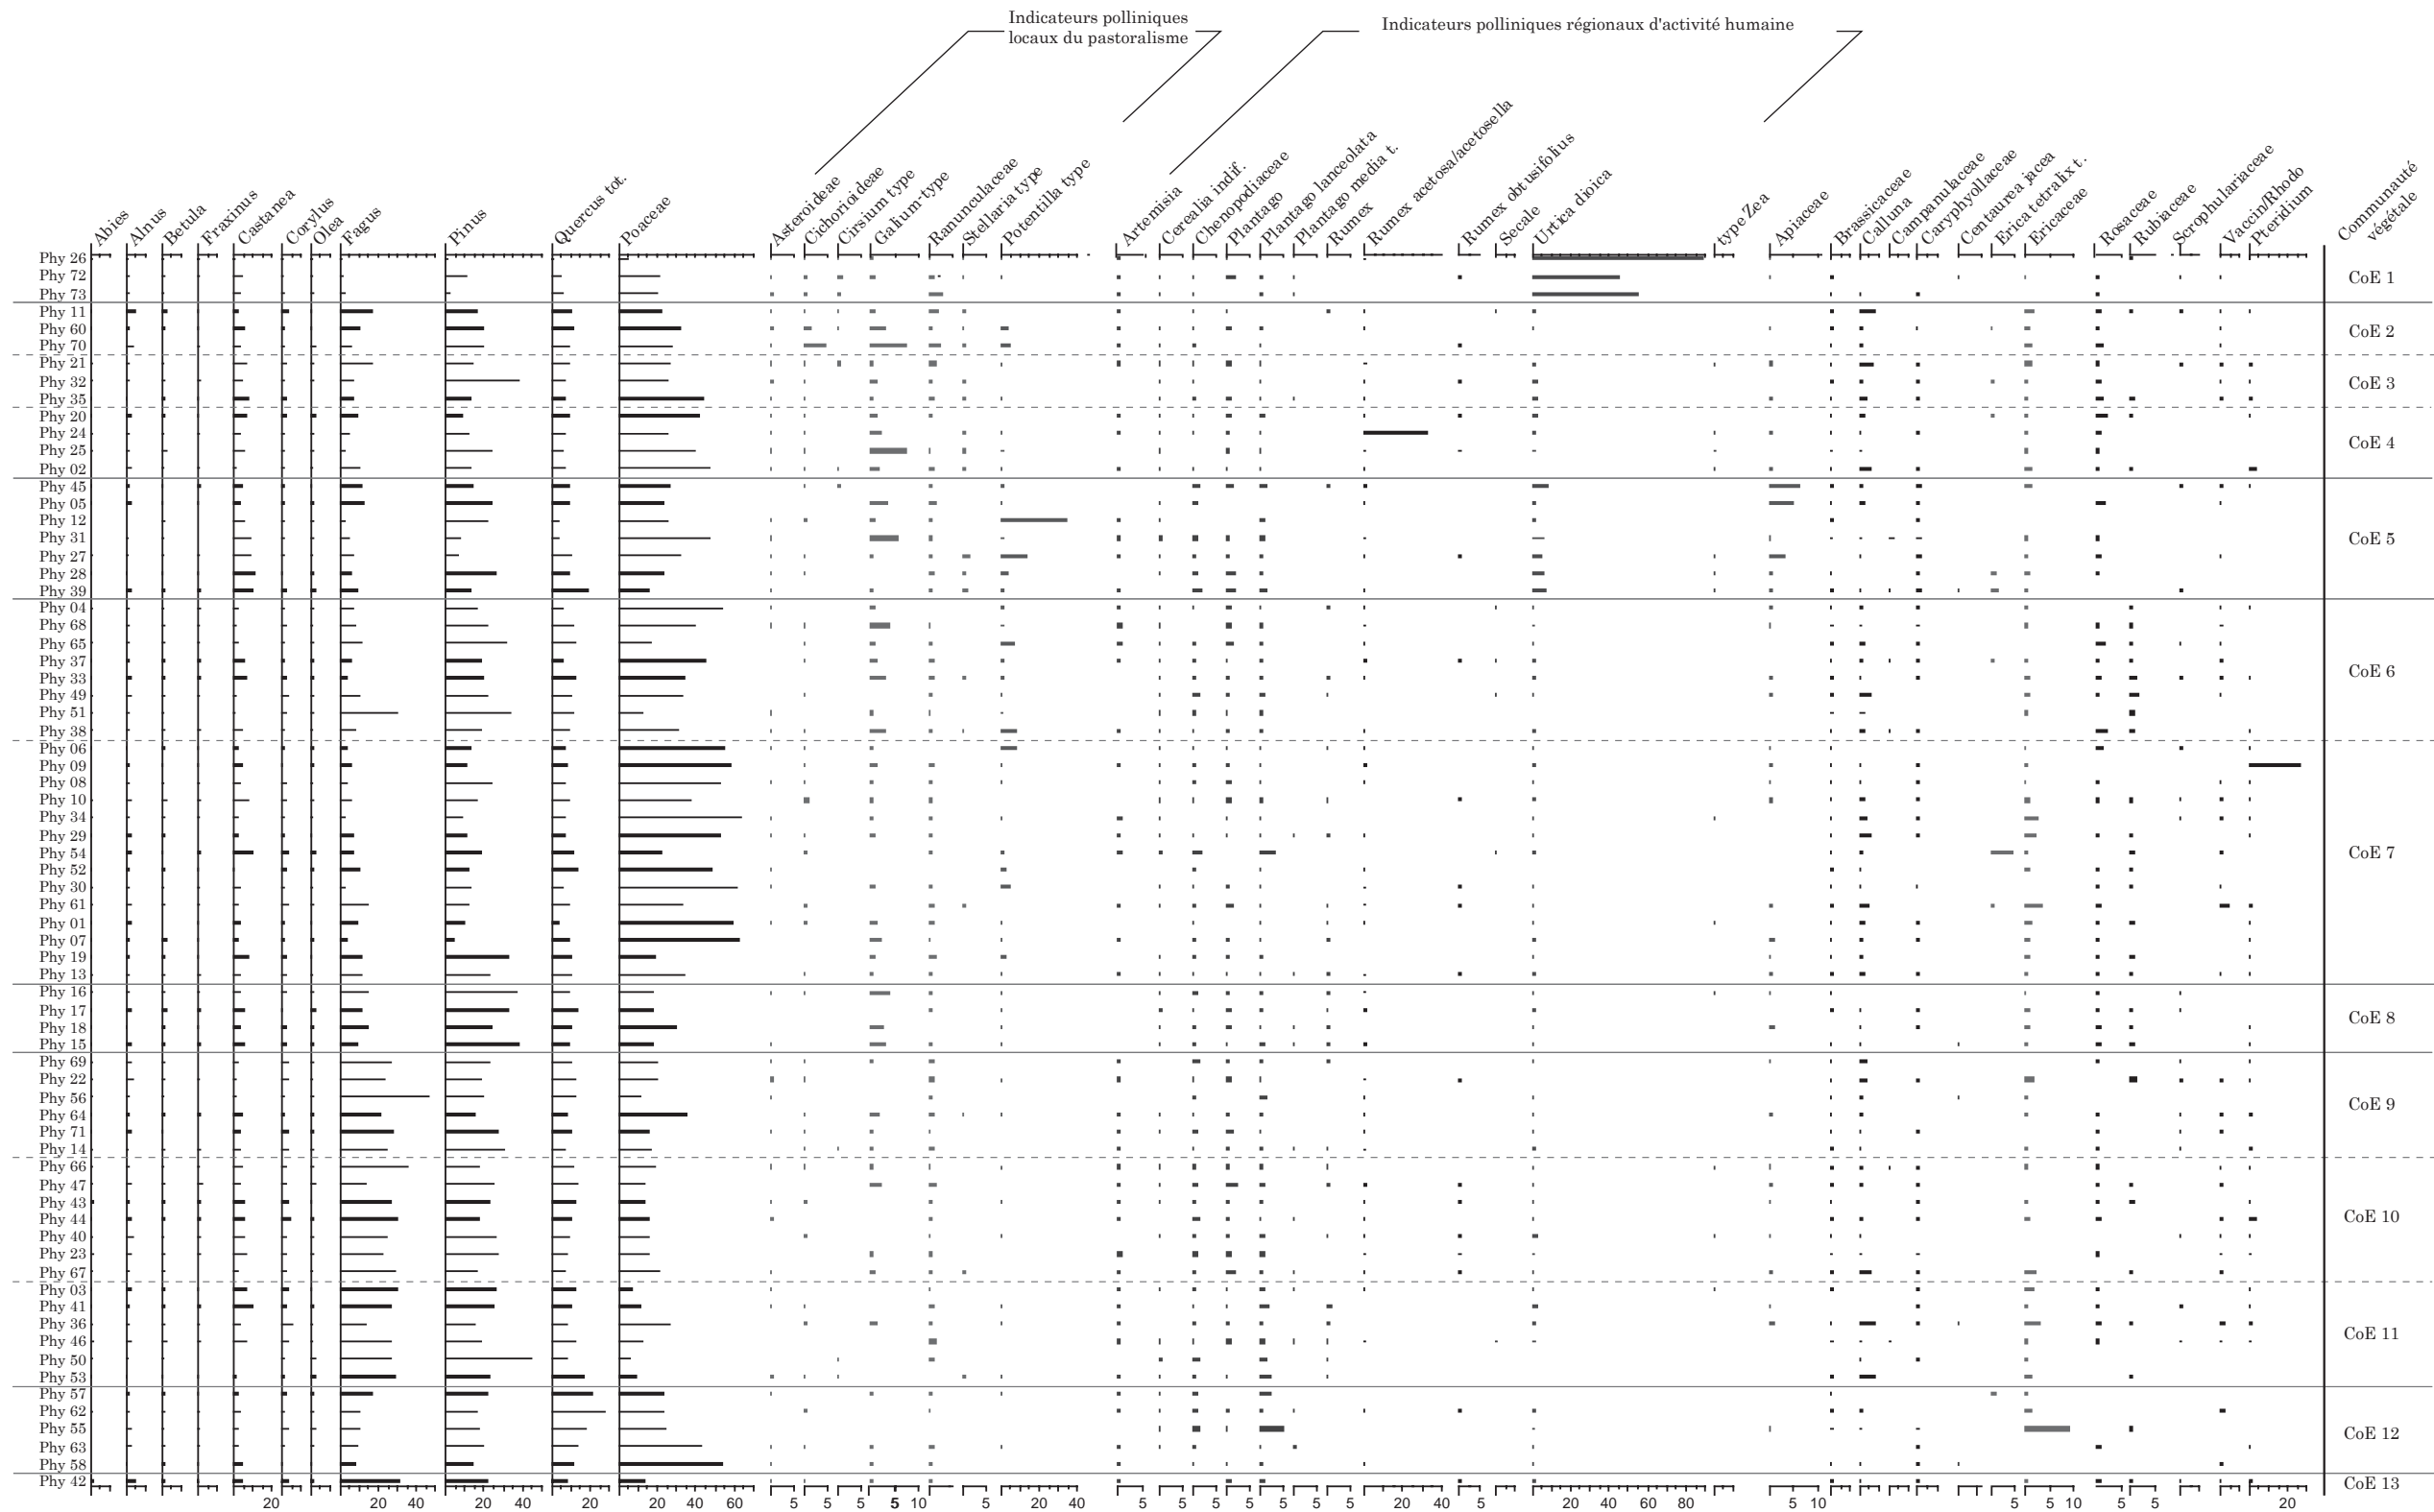 Indicateurs polliniques
locaux du pastoralisme
Indicateurs polliniques régionaux d'activité humaine
Abies
Alnus
Betula
Fraxinus
Castanea
Corylus
Olea
Fagus
Pinus
Quercus tot.
Poaceae
Asteroideae
Cichorioideae
Cirsium type
Galium-type
Ranunculaceae
Stellaria type
Potentilla type
Artemisia
Cerealia indif.
Chenopodiaceae
Plantago
Plantago lanceolata
Plantago media t.
Rumex
Rumex acetosa/acetosella
Rumex obtusifolius
Secale
Urtica dioica
type Zea
Apiaceae
Brassicaceae
Calluna
Campanulaceae
Caryphyollaceae
Centaurea jacea
Erica tetralix t.
Ericaceae
Rosaceae
Rubiaceae
Scrophulariaceae
Vaccin/Rhodo
Pteridium
Communauté
végétale
Phy 26
Phy 72
CoE 1
Phy 73
Phy 11
Phy 60
CoE 2
Phy 70
Phy 21
Phy 32
CoE 3
Phy 35
Phy 20
Phy 24
CoE 4
Phy 25
Phy 02
Phy 45
Phy 05
Phy 12
Phy 31
CoE 5
Phy 27
Phy 28
Phy 39
Phy 04
Phy 68
Phy 65
Phy 37
CoE 6
Phy 33
Phy 49
Phy 51
Phy 38
Phy 06
Phy 09
Phy 08
Phy 10
Phy 34
Phy 29
Phy 54
CoE 7
Phy 52
Phy 30
Phy 61
Phy 01
Phy 07
Phy 19
Phy 13
Phy 16
Phy 17
CoE 8
Phy 18
Phy 15
Phy 69
Phy 22
Phy 56
CoE 9
Phy 64
Phy 71
Phy 14
Phy 66
Phy 47
Phy 43
Phy 44
CoE 10
Phy 40
Phy 23
Phy 67
Phy 03
Phy 41
Phy 36
CoE 11
Phy 46
Phy 50
Phy 53
Phy 57
Phy 62
Phy 55
CoE 12
Phy 63
Phy 58
Phy 42
CoE 13
20 20 40 20 40 20 20 40 60 5 5 5 10 5 20 40 5 5 5 5 5 5 5 20 40 5 20 40 60 80 5 10 5 5 10 5 5 20